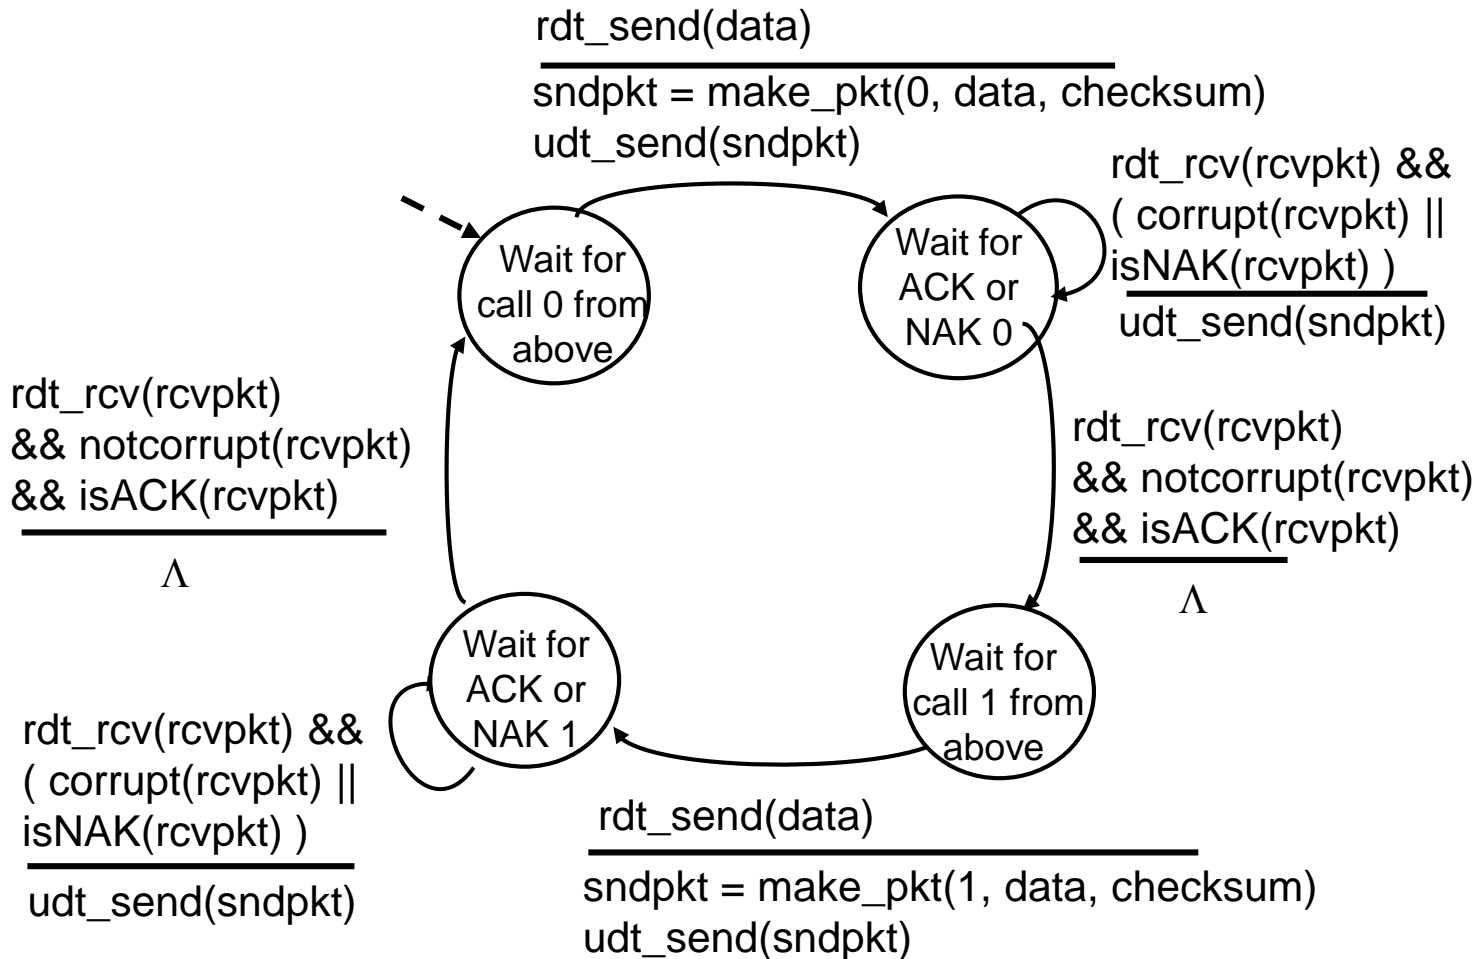 rdt_send(data)
sndpkt = make_pkt(0, data, checksum)
udt_send(sndpkt)
rdt_rcv(rcvpkt) &&
( corrupt(rcvpkt) ||
isNAK(rcvpkt) )
udt_send(sndpkt)
Wait for
call 0 from
above
Wait for
ACK or
NAK 0
rdt_rcv(rcvpkt)
&& notcorrupt(rcvpkt)
&& isACK(rcvpkt)
Λ
rdt_rcv(rcvpkt)
&& notcorrupt(rcvpkt)
&& isACK(rcvpkt)
Λ
Wait for
ACK or
NAK 1
Wait for
call 1 from
above
rdt_rcv(rcvpkt) &&
( corrupt(rcvpkt) ||
isNAK(rcvpkt) )
udt_send(sndpkt)
rdt_send(data)
sndpkt = make_pkt(1, data, checksum)
udt_send(sndpkt)